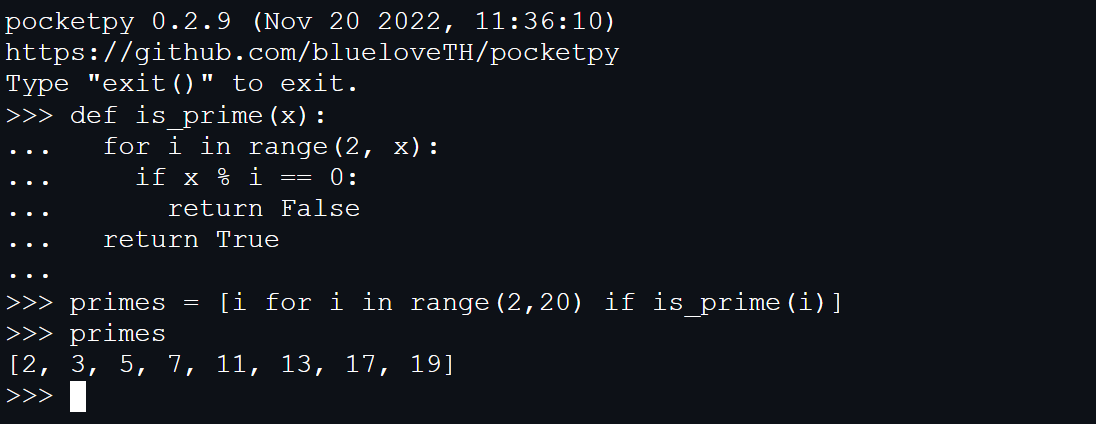 pocketpy 0.2.9 (Nov 20 2022, 11:36:10)
https://github.com/blueloveTH/pocketpy
Type "exit()" to exit.
>>> def is_prime(x):
...   for i in range(2, x):
...     if x % i == 0:
...       return False
...   return True
...
>>> primes = [i for i in range(2,20) if is_prime(i)]
>>> primes
[2, 3, 5, 7, 11, 13, 17, 19]
>>>